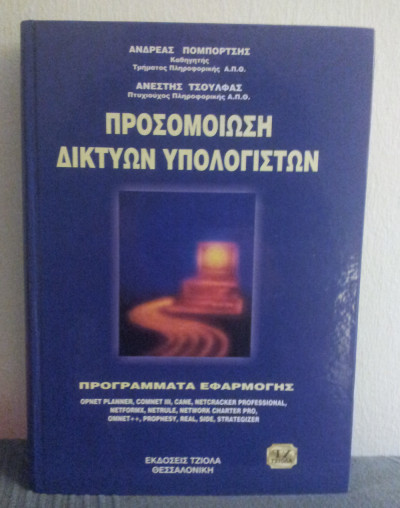 ΑΝΔΡΕΑΣ ΠΟΜΠΟΡΤΣΗΣ
Καθηγητής
Τμήματος Πληροφορικής Α.Π.Θ.
ΑΝΕΣΤΗΣ ΤΣΟΥΛΦΑΣ
Πτυχιούχος Πληροφορικής Α.Π.Θ.
ΠΡΟΣΟΜΟΙΩΣΗ
ΔΙΚΤΥΩΝ ΥΠΟΛΟΓΙΣΤΩΝ
ΠΡΟΓΡΑΜΜΑΤΑ ΕΦΑΡΜΟΓΗΣ
OPNET PLANNER, COMNET III, CANE, NETCRACKER PROFESSIONAL,
NETFORMX, NETRULE, NETWORK CHARTER PRO,
OMNET++, PROPHESY, REAL, SIDE, STRATEGIZER
ΕΚΔΟΣΕΙΣ ΤΖΙΟΛΑ
ΘΕΣΣΑΛΟΝΙΚΗ